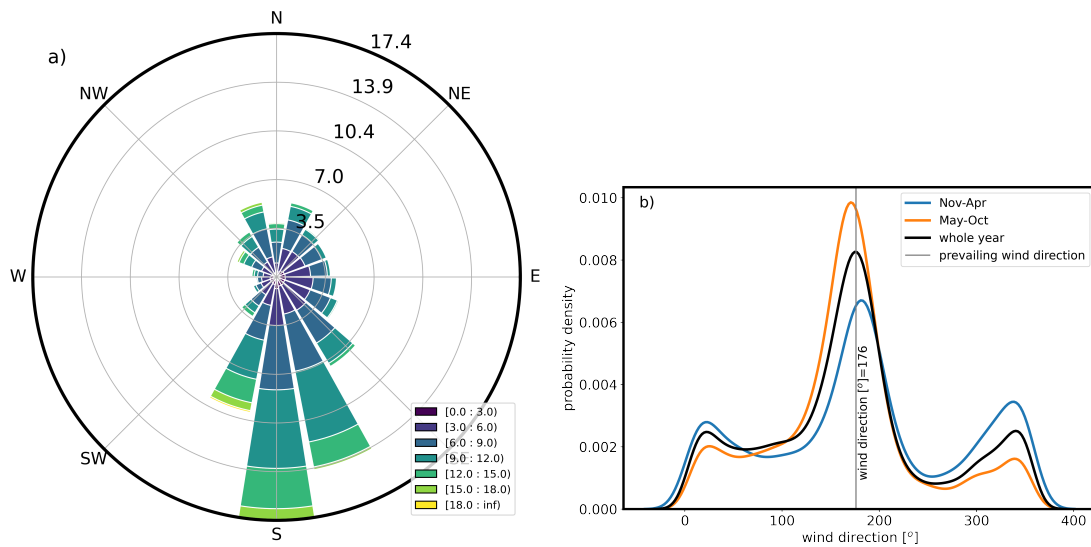 a)
N
NE
E
S
SW
W
NW
17.4
13.9
10.4
7.0
3.5
[0.0 : 3.0)
[3.0 : 6.0)
[6.0 : 9.0)
[9.0 : 12.0)
[12.0 : 15.0)
[15.0 : 18.0)
[18.0 : inf)
b)
Nov-Apr
May-Oct
whole year
prevailing wind direction
probability density
0.010
0.008
0.006
0.004
0.002
0.000
wind direction [°]=176
0
100
200
300
400
wind direction [°]